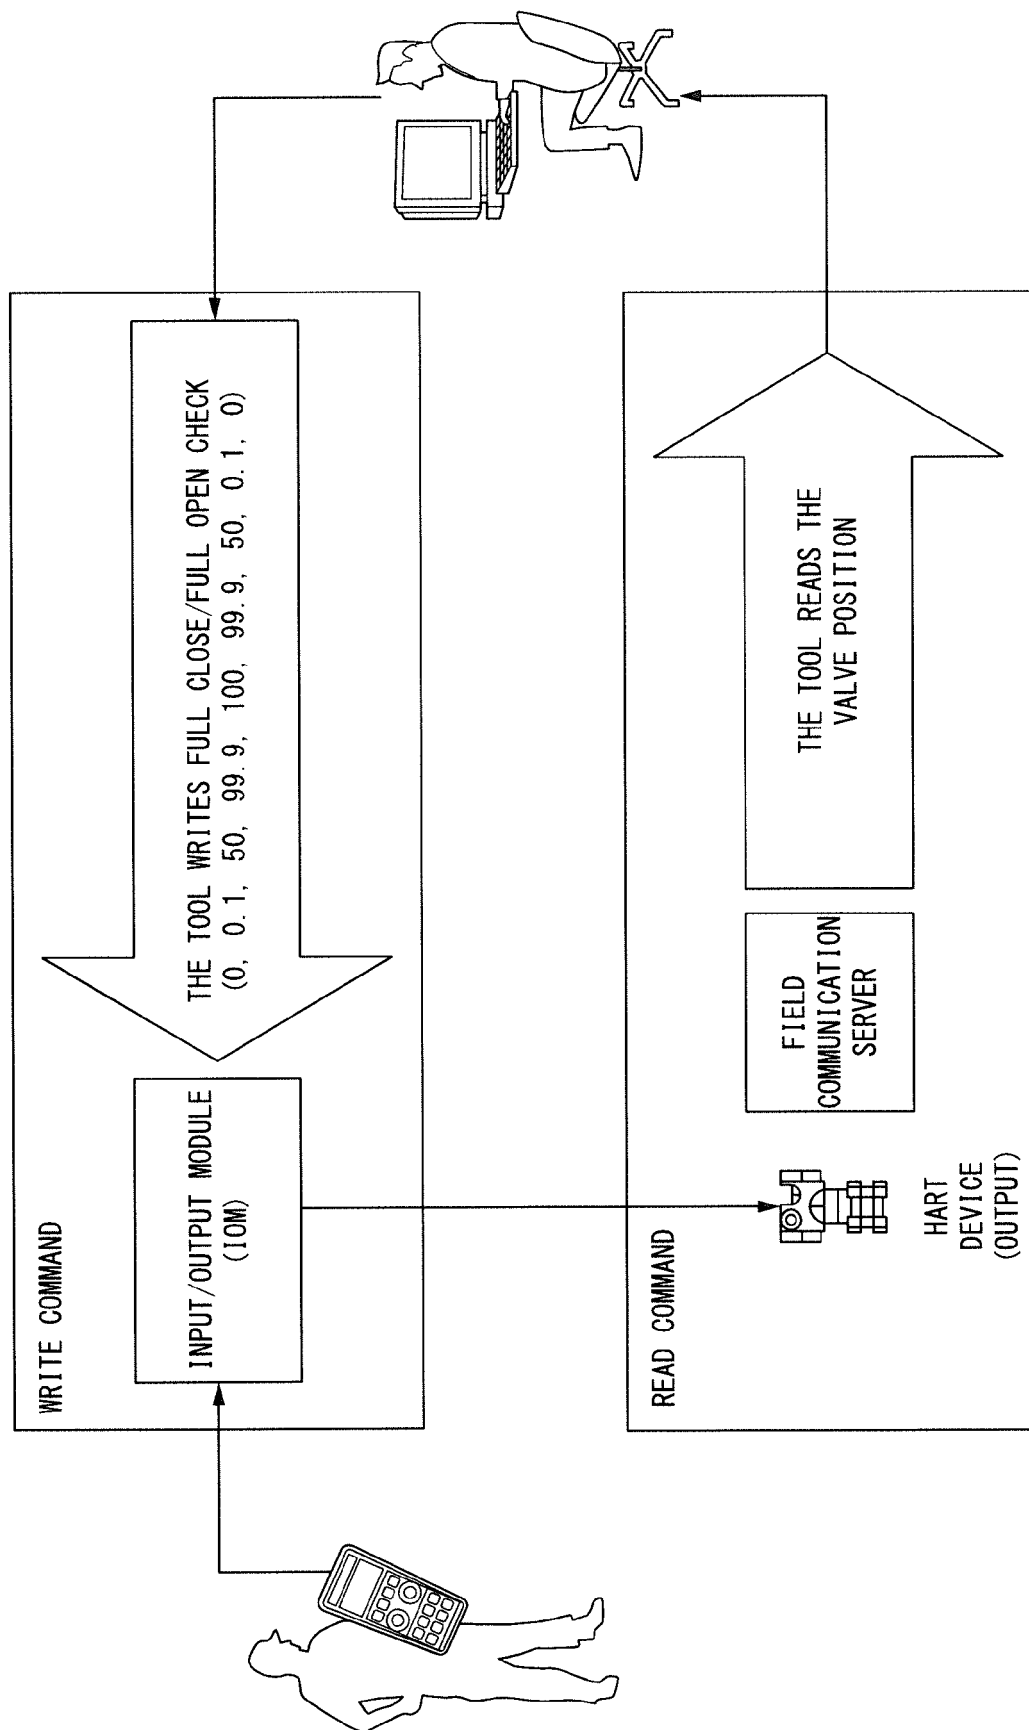 WRITE COMMAND
INPUT/OUTPUT MODULE
(IOM)
THE TOOL WRITES FULL CLOSE/FULL OPEN CHECK
(0, 0.1, 50, 99.9, 100, 99.9, 50, 0.1, 0)
READ COMMAND
HART
DEVICE
(OUTPUT)
FIELD
COMMUNICATION
SERVER
THE TOOL READS THE
VALVE POSITION